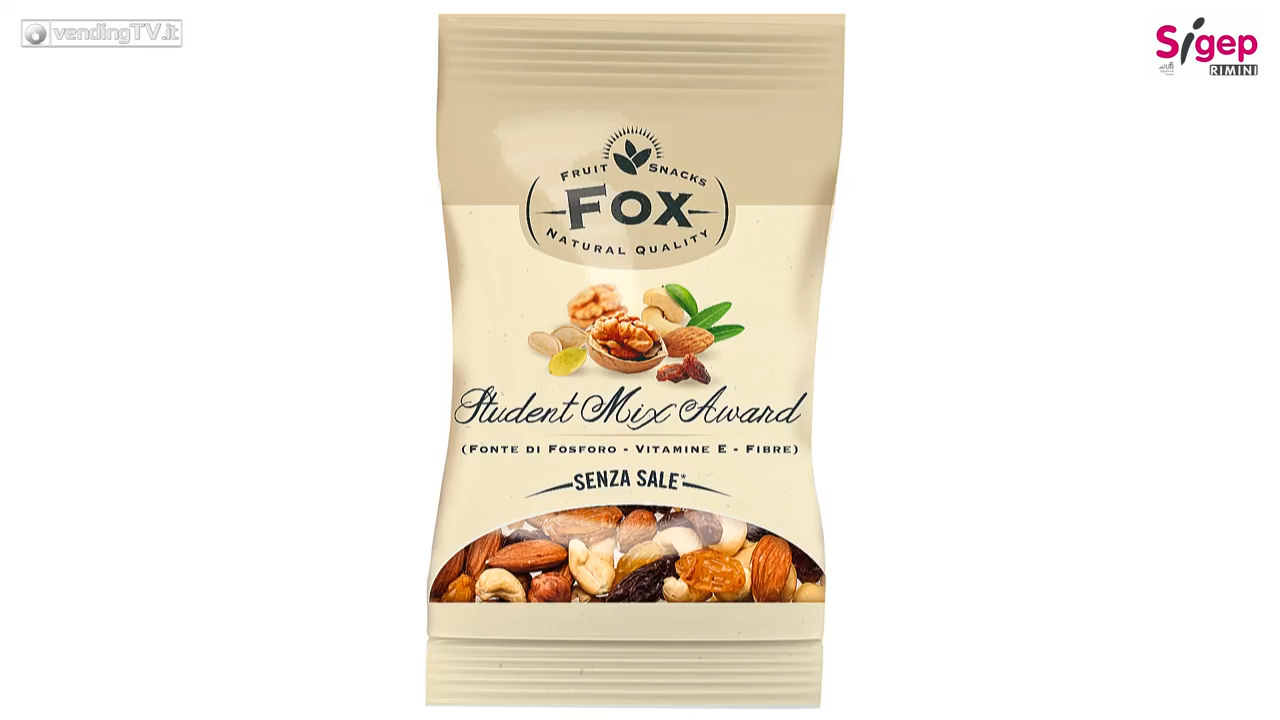 vendingTV.it
Sigep
RIMINI
FRUIT SNACKS
FOX
NATURAL QUALITY
Student Mix Award
(FONTE DI FOSFORO - VITAMINE E - FIBRE)
SENZA SALE*